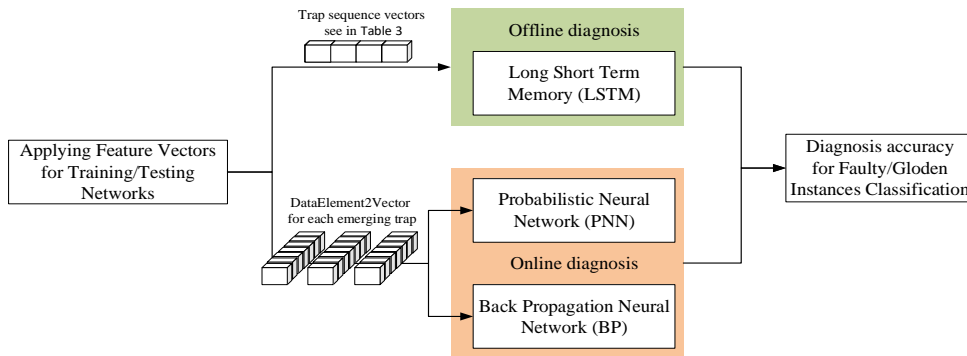 Trap sequence vectors
see in Table 3
Offline diagnosis
Long Short Term
Memory (LSTM)
Applying Feature Vectors
for Training/Testing
Networks
Diagnosis accuracy
for Faulty/Gloden
Instances Classification
DataElement2Vector
for each emerging trap
Probabilistic Neural
Network (PNN)
Online diagnosis
Back Propagation Neural
Network (BP)